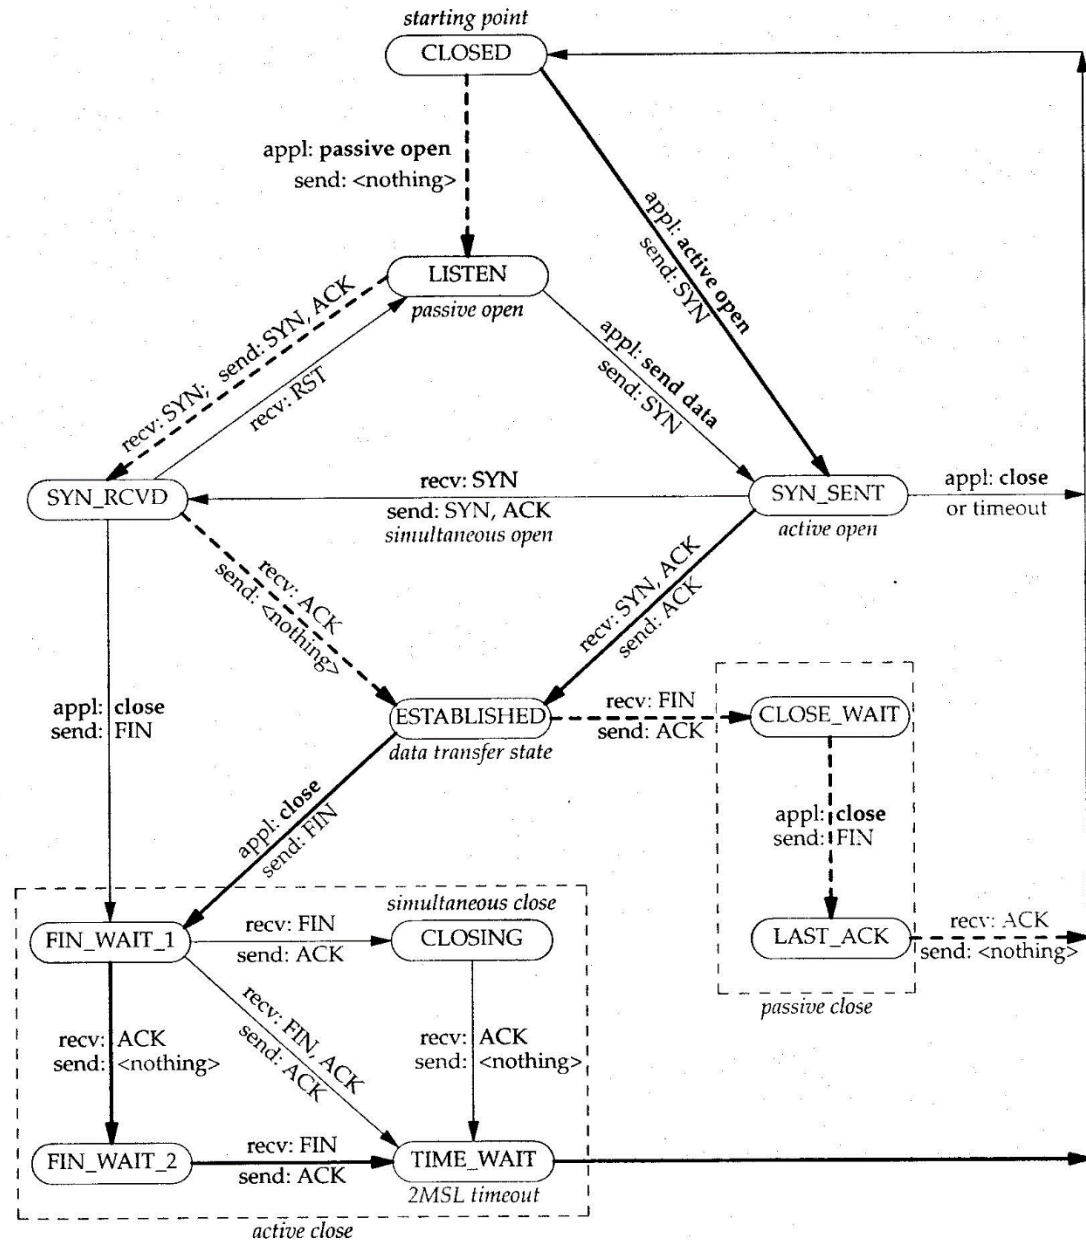 starting point
CLOSED
appl: passive open
send: <nothing>
appl: active open
send: SYN
LISTEN
passive open
recv: SYN; send: SYN, ACK
recv: RST
appl: send data
send: SYN
SYN_RCVD
recv: SYN
send: SYN, ACK
simultaneous open
SYN_SENT
active open
appl: close
or timeout
recv: ACK
send: <nothing>
recv: SYN, ACK
send: ACK
appl: close
send: FIN
ESTABLISHED
data transfer state
recv: FIN
send: ACK
CLOSE_WAIT
appl: close
send: FIN
appl: close
send: FIN
simultaneous close
FIN_WAIT_1
recv: FIN
send: ACK
CLOSING
LAST_ACK
recv: ACK
send: <nothing>
passive close
recv: ACK
send: <nothing>
recv: FIN, ACK
send: ACK
recv: ACK
send: <nothing>
FIN_WAIT_2
recv: FIN
send: ACK
TIME_WAIT
2MSL timeout
active close